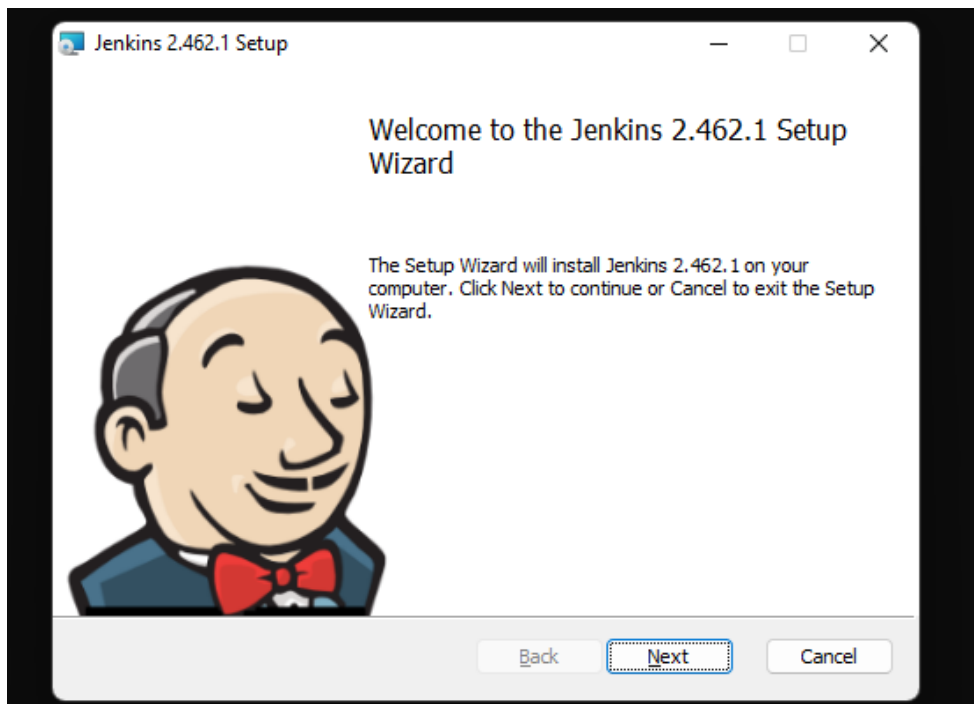 Jenkins 2.462.1 Setup
Welcome to the Jenkins 2.462.1 Setup
Wizard
The Setup Wizard will install Jenkins 2.462.1 on your
computer. Click Next to continue or Cancel to exit the Setup
Wizard.
Back Next Cancel